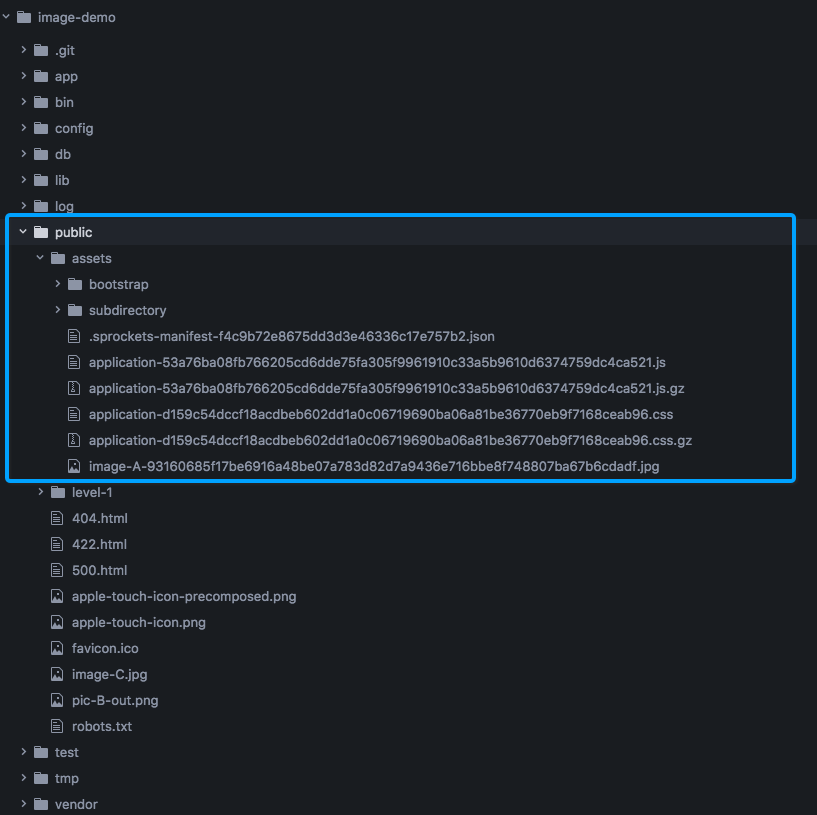 image-demo
.git
app
bin
config
db
lib
log
public
assets
bootstrap
subdirectory
.sprockets-manifest-f4c9b72e8675dd3d3e46336c17e757b2.json
application-53a76ba08fb766205cd6dde75fa305f9961910c33a5b9610d6374759dc4ca521.js
application-53a76ba08fb766205cd6dde75fa305f9961910c33a5b9610d6374759dc4ca521.js.gz
application-d159c54dccf18acdbeb602dd1a0c06719690ba06a81be36770eb9f7168ceab96.css
application-d159c54dccf18acdbeb602dd1a0c06719690ba06a81be36770eb9f7168ceab96.css.gz
image-A-93160685f17be6916a48be07a783d82d7a9436e716bbe8f748807ba67b6cdadf.jpg
level-1
404.html
422.html
500.html
apple-touch-icon-precomposed.png
apple-touch-icon.png
favicon.ico
image-C.jpg
pic-B-out.png
robots.txt
test
tmp
vendor